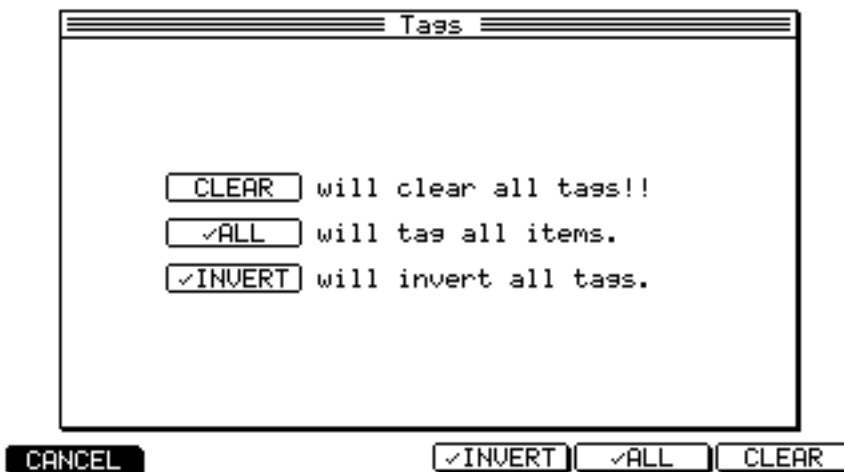 Tags
CLEAR will clear all tags!!
✓ALL will tag all items.
✓INVERT will invert all tags.
CANCEL ✓INVERT ✓ALL CLEAR